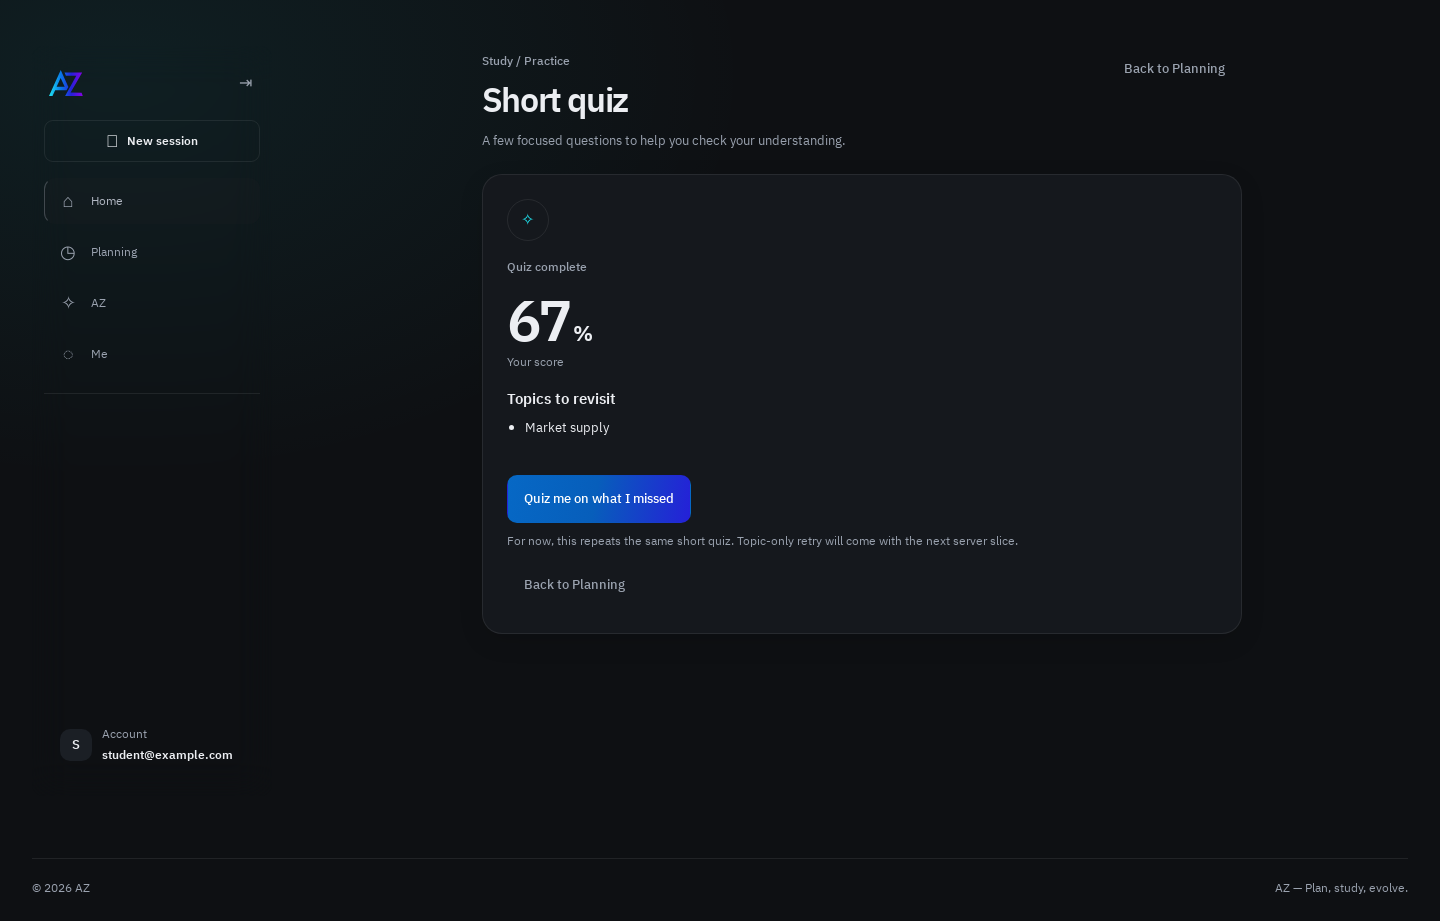 AZ
New session
Home
Planning
AZ
Me
Account
S
student@example.com
Study / Practice
Back to Planning
Short quiz
A few focused questions to help you check your understanding.
Quiz complete
67%
Your score
Topics to revisit
• Market supply
Quiz me on what I missed
For now, this repeats the same short quiz. Topic-only retry will come with the next server slice.
Back to Planning
© 2026 AZ
AZ — Plan, study, evolve.